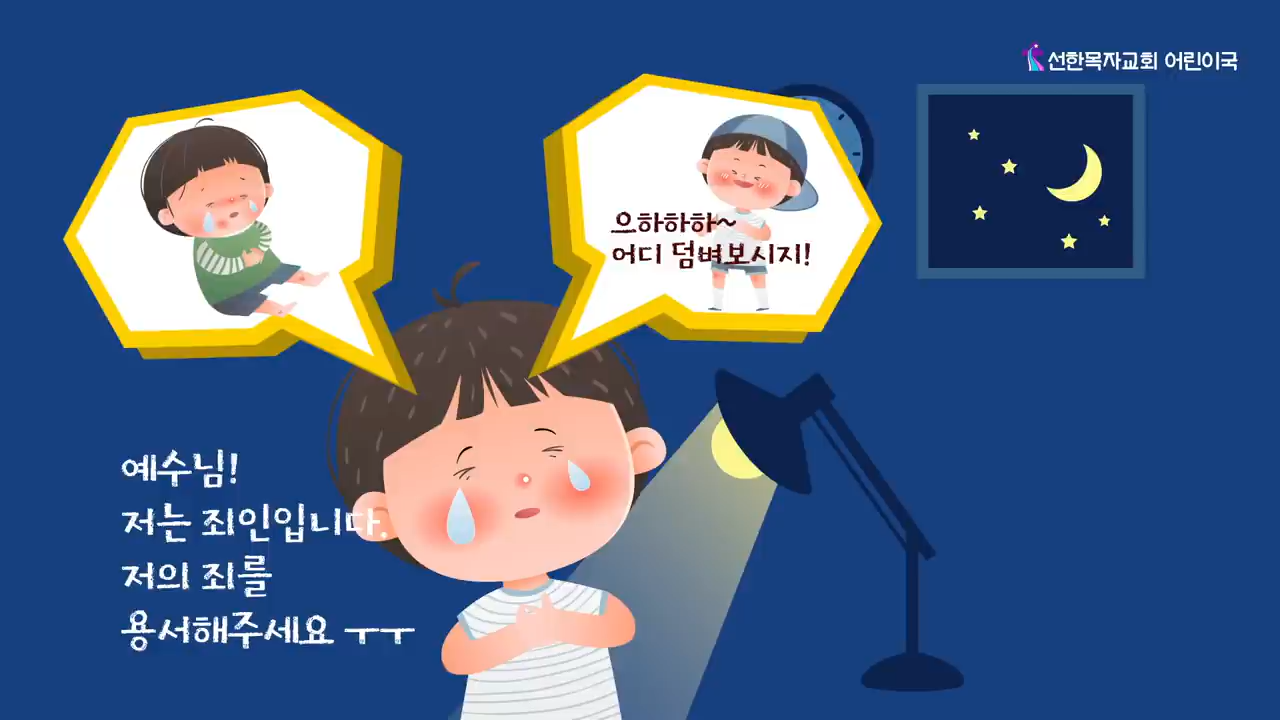 선한목자교회 어린이국
으하하하~
어디 덤벼보시지!
예수님!
저는 죄인입니다.
저의 죄를
용서해주세요 ㅜㅜ